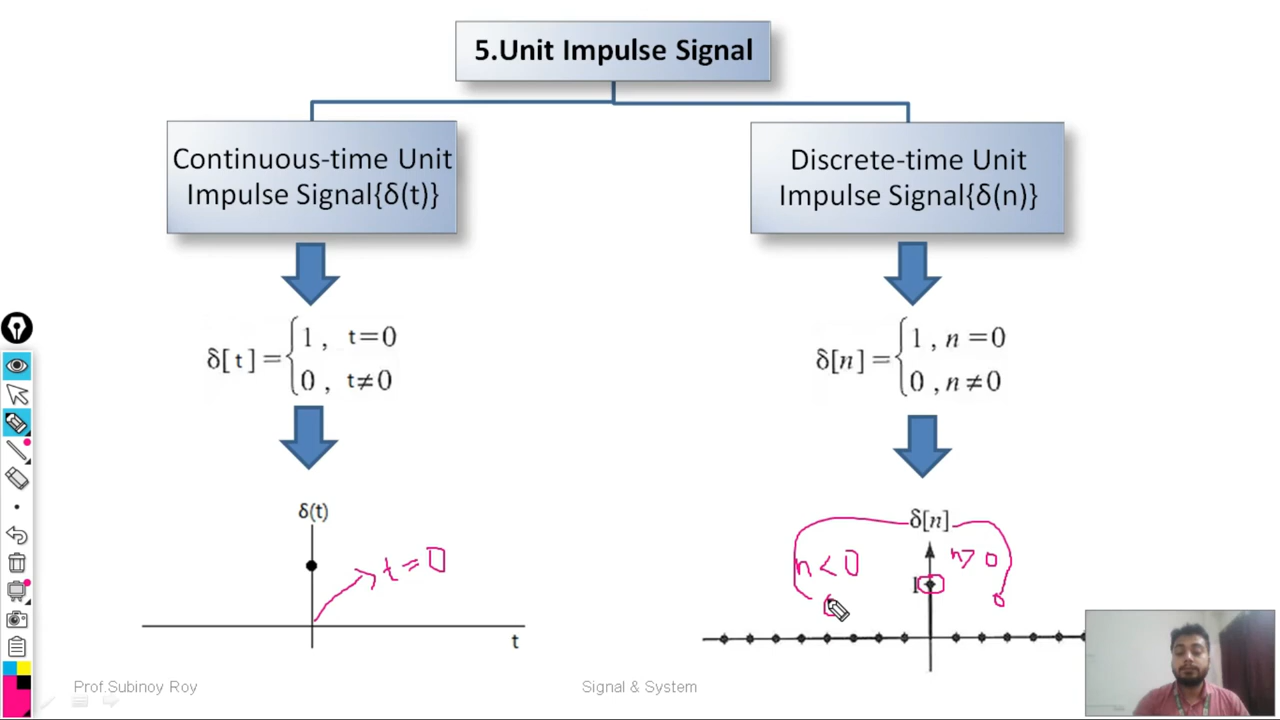 5.Unit Impulse Signal
Continuous-time Unit
Impulse Signal{δ(t)}
Discrete-time Unit
Impulse Signal{δ(n)}
δ[t]={1, t=0
0, t≠0
δ[n]={1, n=0
0, n≠0
δ(t)
t=0
t
δ[n]
n<0
n>0
1
0
Prof.Subinoy Roy
Signal & System